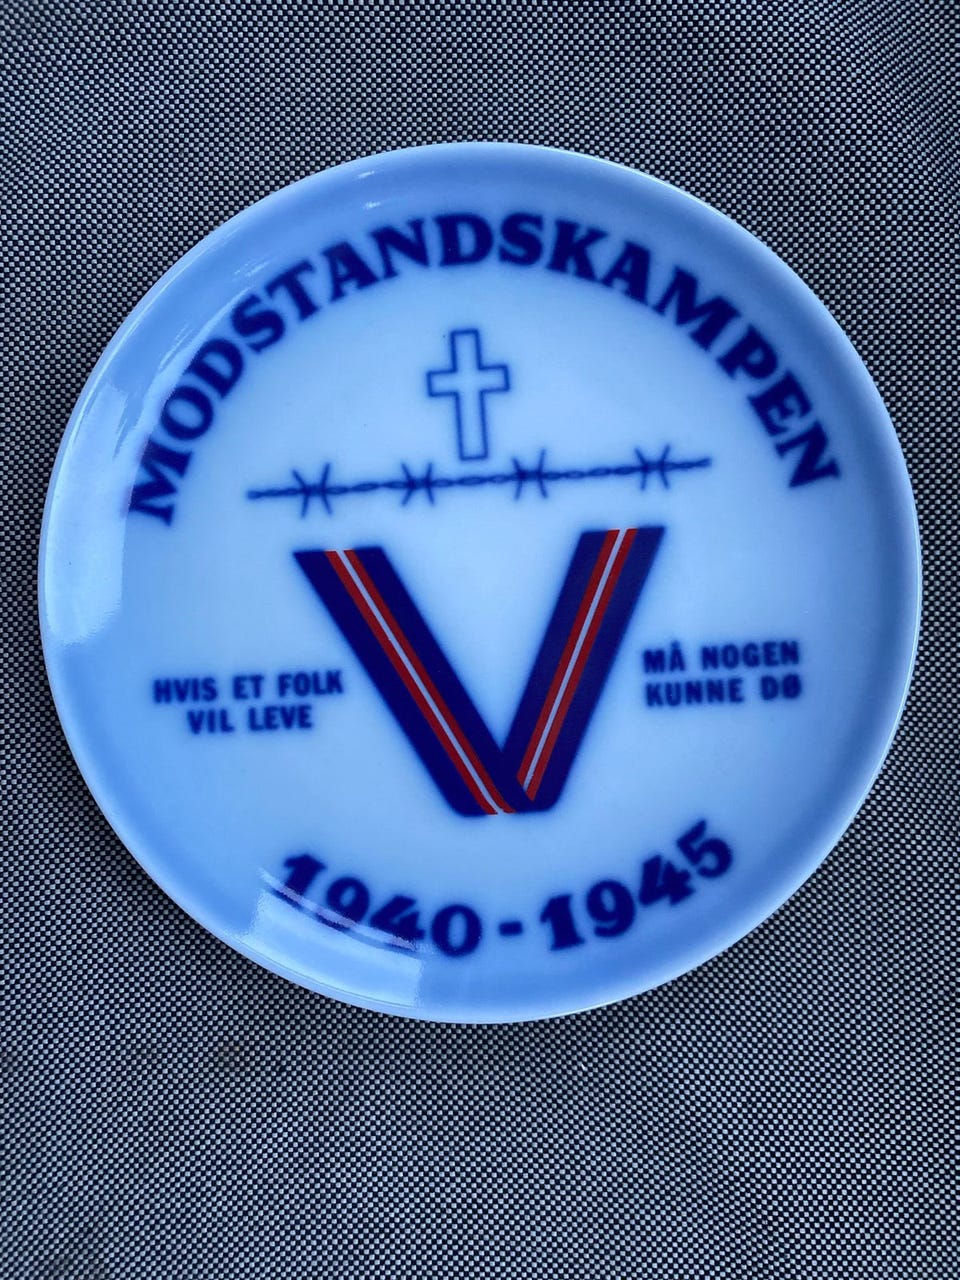 MODSTANDSKAMPEN
HVIS ET FOLK
VIL LEVE
MÅ NOGEN
KUNNE DØ
1940-1945